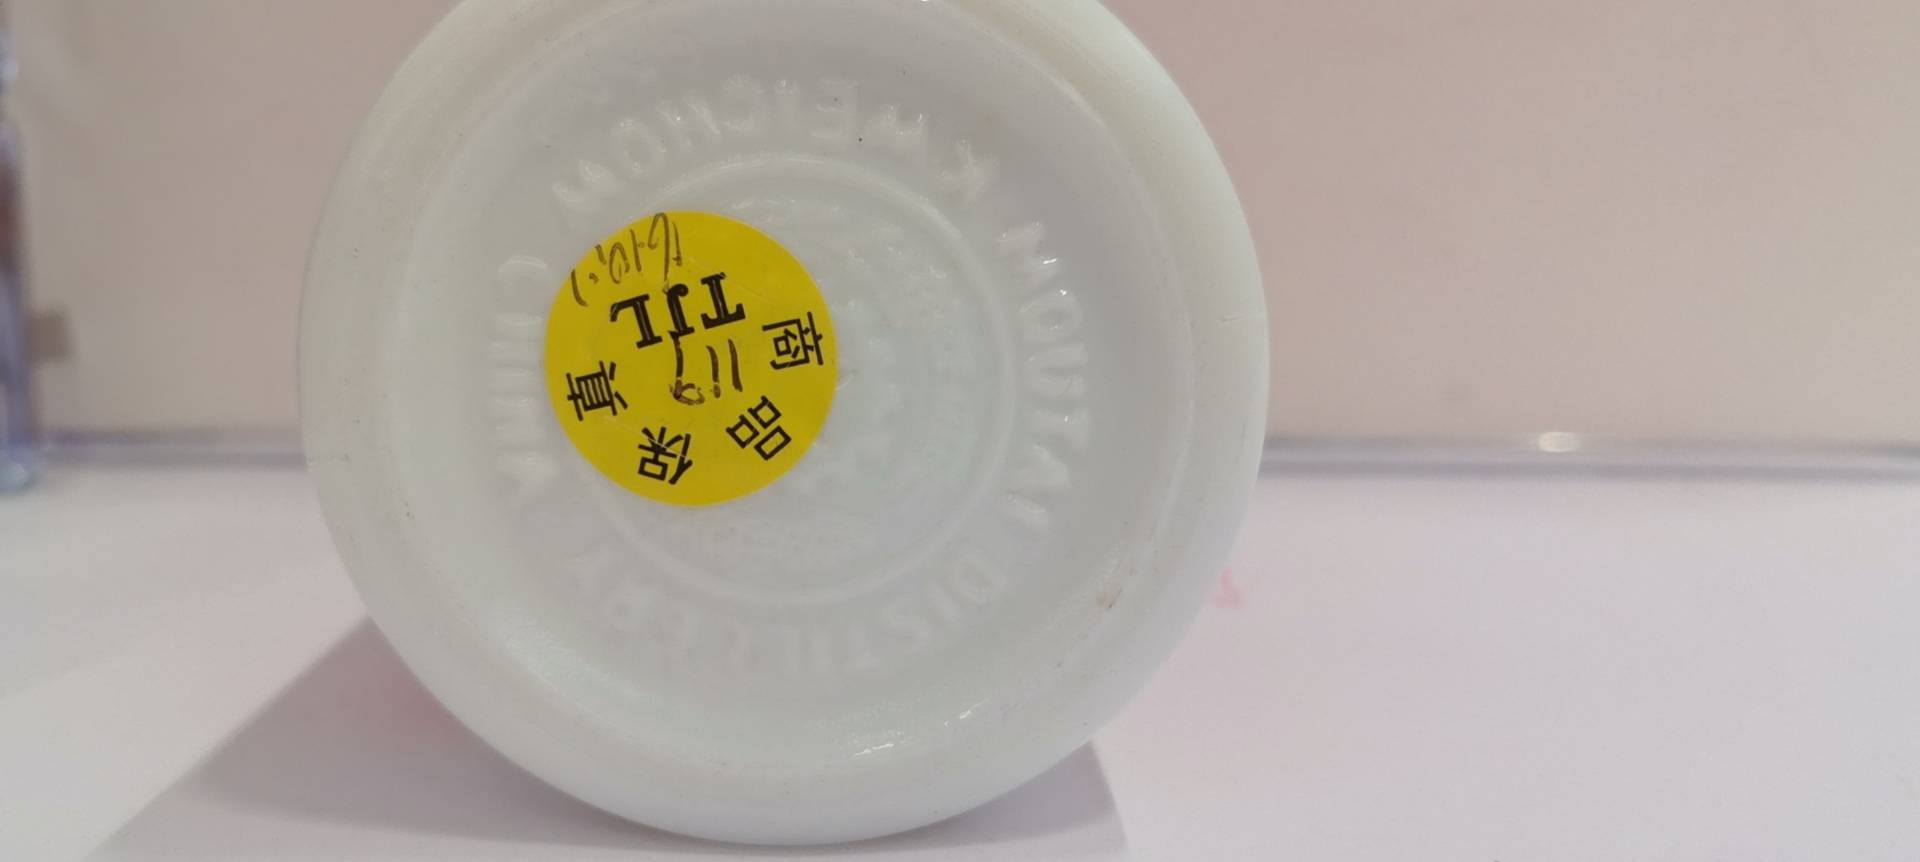 KWEICHOW MOUTAI DISTILLERY CHINA
TJL
商品保真